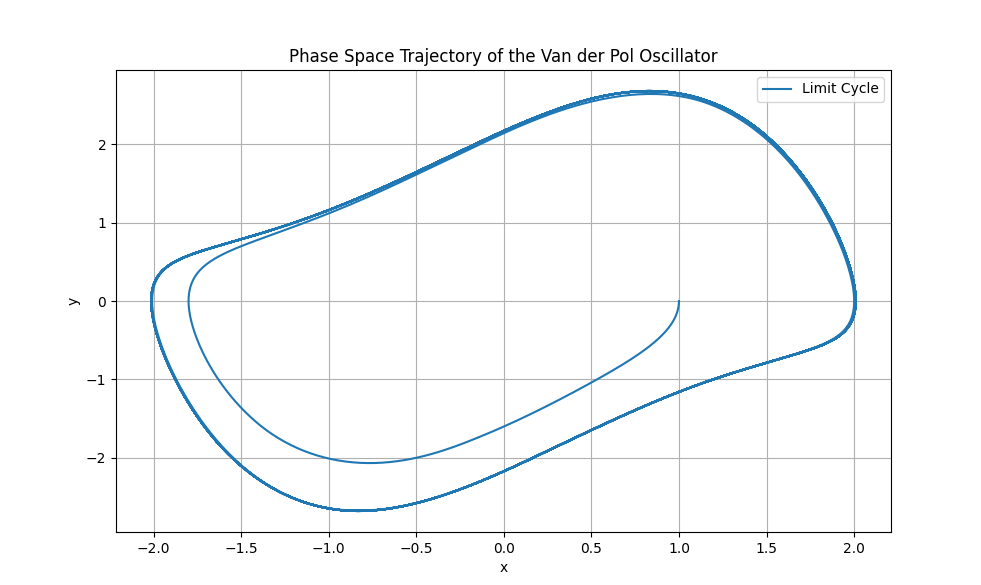 Phase Space Trajectory of the Van der Pol Oscillator
Limit Cycle
2
1
0
−1
−2
y
−2.0 −1.5 −1.0 −0.5 0.0 0.5 1.0 1.5 2.0
x